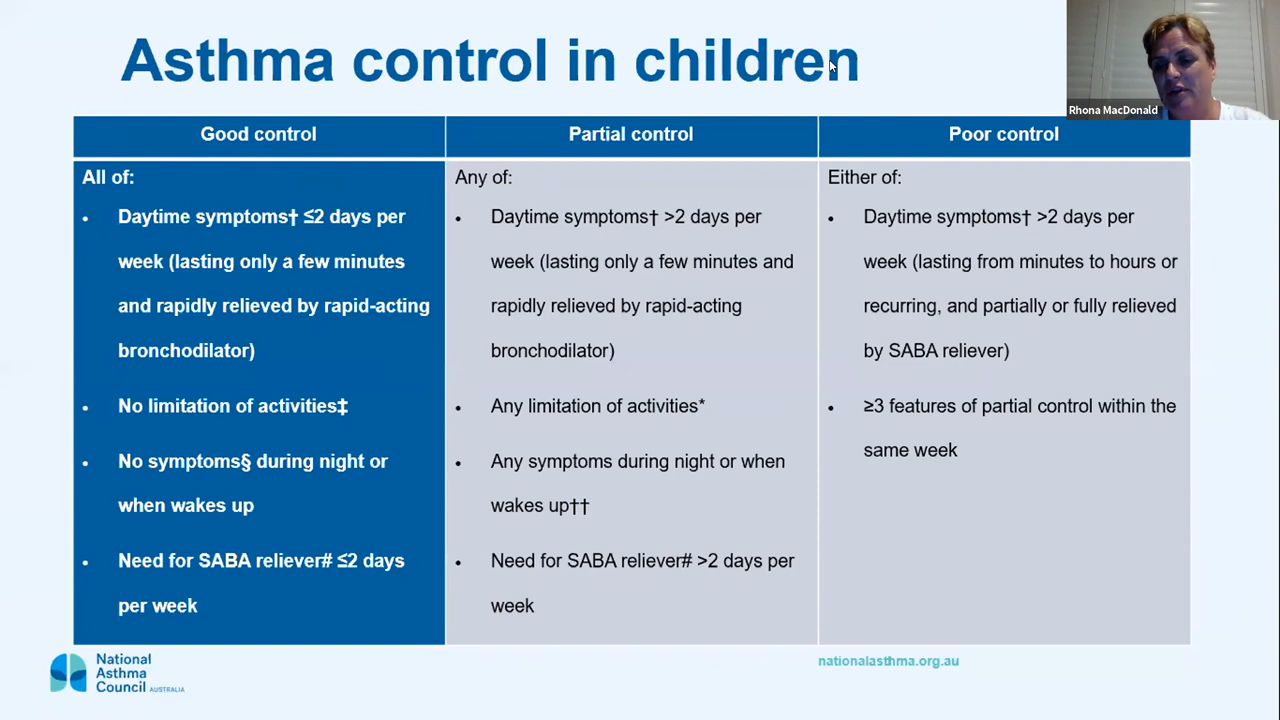 Asthma control in children
Rhona MacDonald
Good control
Partial control
Poor control
All of:
• Daytime symptoms† ≤2 days per
week (lasting only a few minutes
and rapidly relieved by rapid-acting
bronchodilator)
• No limitation of activities‡
• No symptoms§ during night or
when wakes up
• Need for SABA reliever# ≤2 days
per week
Any of:
• Daytime symptoms† >2 days per
week (lasting only a few minutes and
rapidly relieved by rapid-acting
bronchodilator)
• Any limitation of activities*
• Any symptoms during night or when
wakes up††
• Need for SABA reliever# >2 days per
week
Either of:
• Daytime symptoms† >2 days per
week (lasting from minutes to hours or
recurring, and partially or fully relieved
by SABA reliever)
• ≥3 features of partial control within the
same week
National
Asthma
Council AUSTRALIA
nationalasthma.org.au